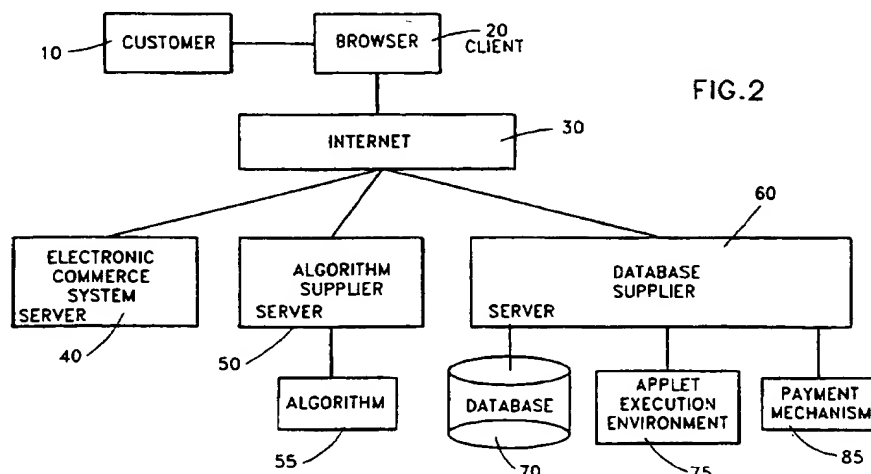 10
CUSTOMER
BROWSER
20
CLIENT
FIG.2
INTERNET
30
60
ELECTRONIC
COMMERCE
SYSTEM
SERVER
40
ALGORITHM
SUPPLIER
SERVER
50
DATABASE
SUPPLIER
SERVER
ALGORITHM
55
DATABASE
70
APPLET
EXECUTION
ENVIRONMENT
75
PAYMENT
MECHANISM
85